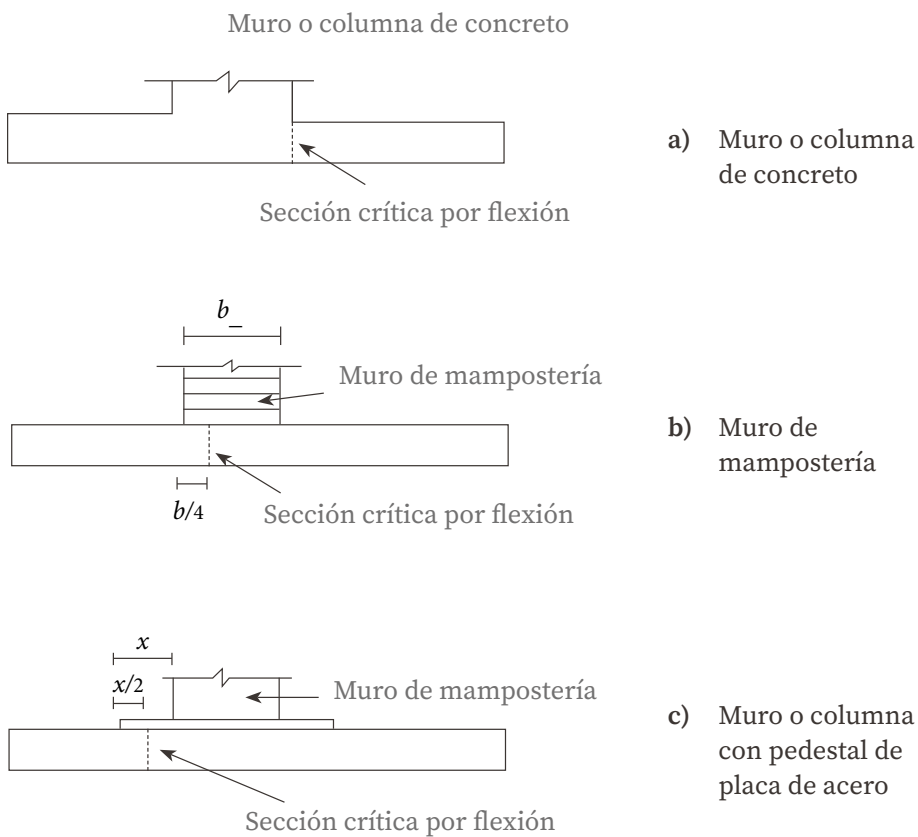 Muro o columna de concreto
a) Muro o columna
de concreto
Sección crítica por flexión
b_
Muro de mampostería
b) Muro de
mampostería
b/4
Sección crítica por flexión
x
x/2
Muro de mampostería
c) Muro o columna
con pedestal de
placa de acero
Sección crítica por flexión